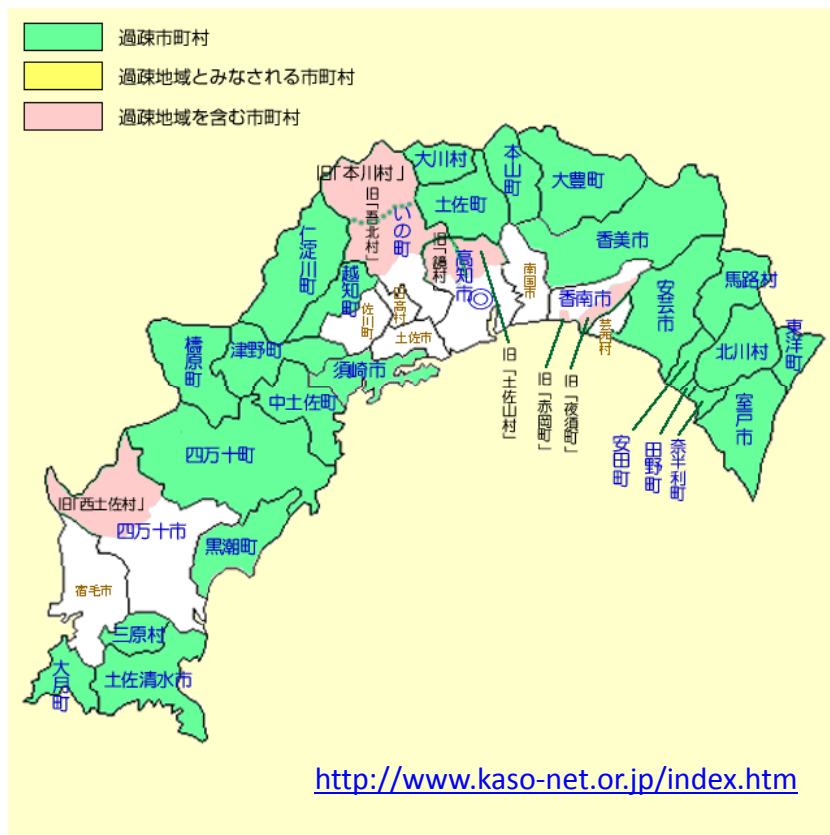 過疎市町村
過疎地域とみなされる市町村
過疎地域を含む市町村
旧「本川村」
大川村
本山町
大豊町
旧「吾北村」
いの町
土佐町
仁淀川町
旧「鏡村」
高知市
南国市
香美市
越知町
佐川町
日高村
土佐市
香南市
芸西村
安芸市
馬路村
東洋町
北川村
室戸市
檮原町
津野町
須崎市
中土佐町
旧「土佐山村」
旧「赤岡町」
旧「夜須町」
安田町
田野町
奈半利町
四万十町
旧「西土佐村」
四万十市
黒潮町
宿毛市
三原村
大月町
土佐清水市
http://www.kaso-net.or.jp/index.htm